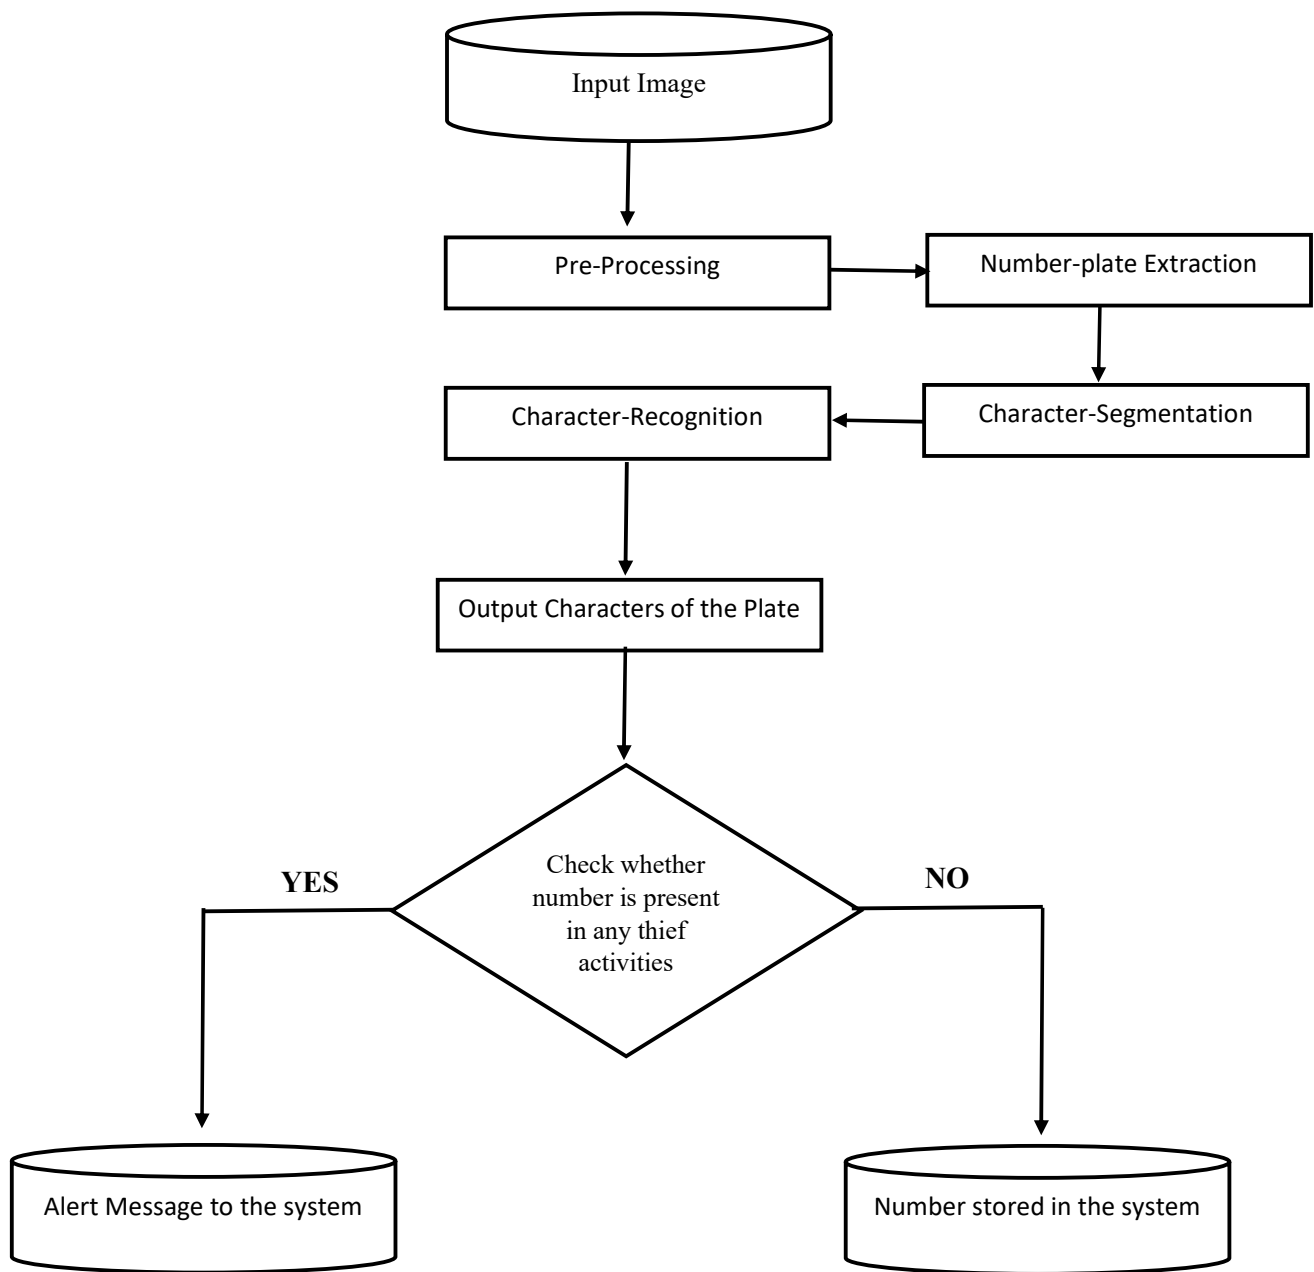 Input Image
Pre-Processing
Number-plate Extraction
Character-Recognition
Character-Segmentation
Output Characters of the Plate
Check whether
number is present
in any thief
activities
YES
NO
Alert Message to the system
Number stored in the system